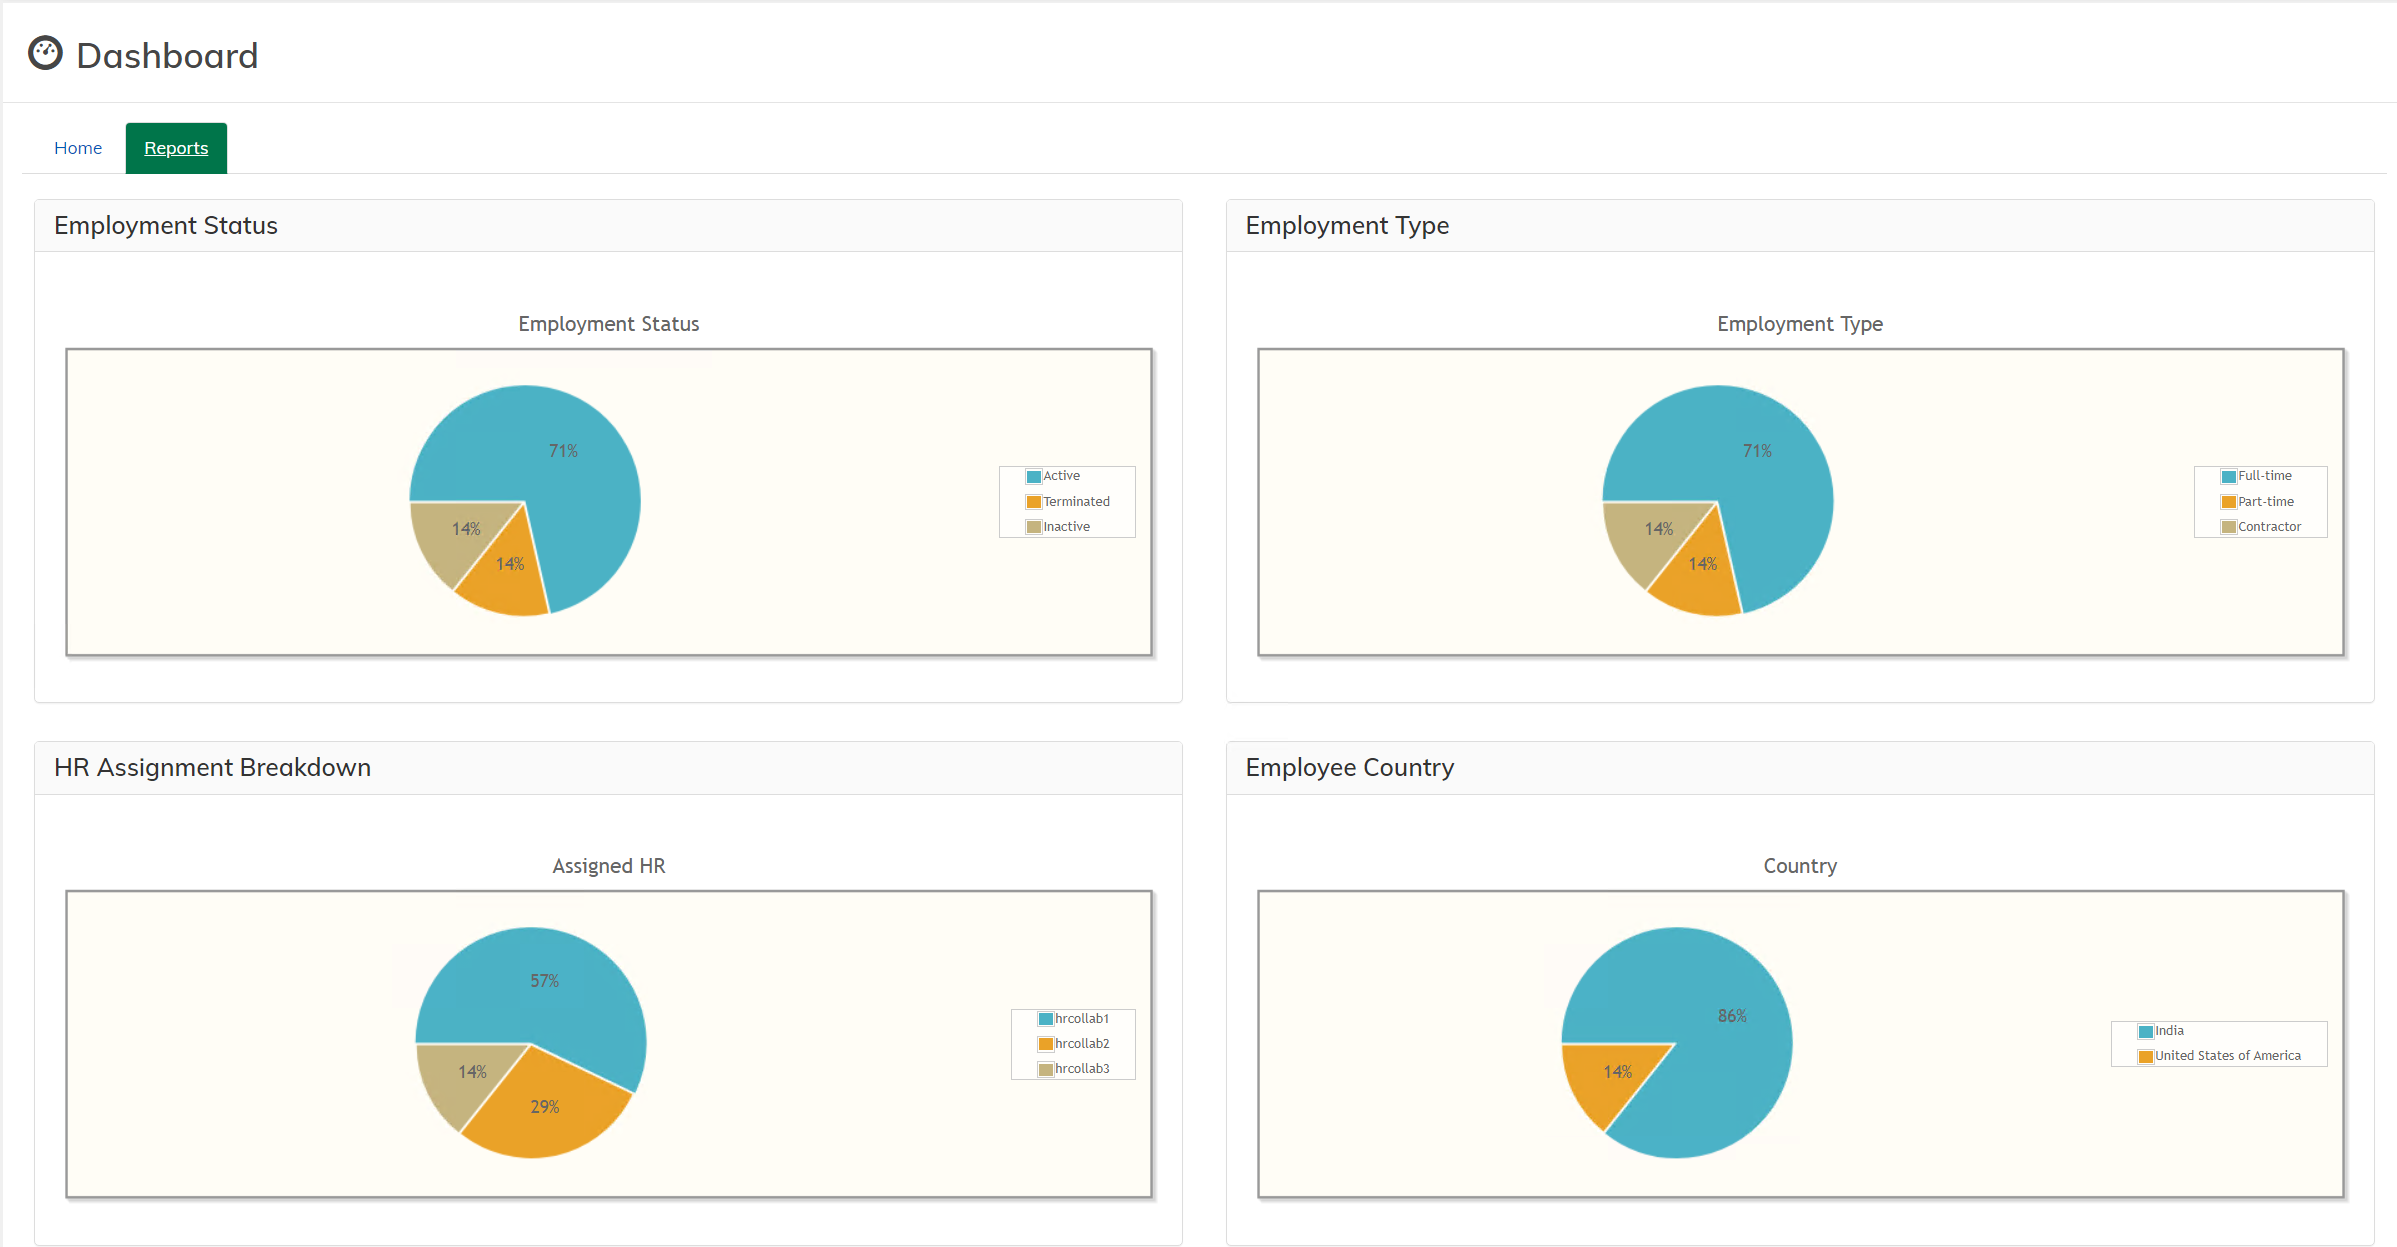 Dashboard
Home
Reports
Employment Status
Employment Status
71%
14%
14%
Active
Terminated
Inactive
Employment Type
Employment Type
71%
14%
14%
Full-time
Part-time
Contractor
HR Assignment Breakdown
Assigned HR
57%
14%
29%
hrcollab1
hrcollab2
hrcollab3
Employee Country
Country
86%
14%
India
United States of America